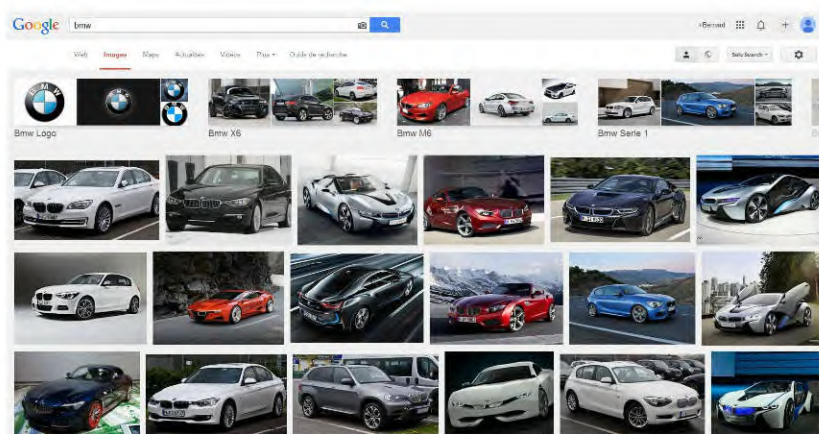 Google bmw
+Bernard
Web Images Maps Actualités Vidéos Plus Outils de recherche
SafeSearch
BMW
Bmw Logo
Bmw X6
Bmw M6
Bmw Serie 1